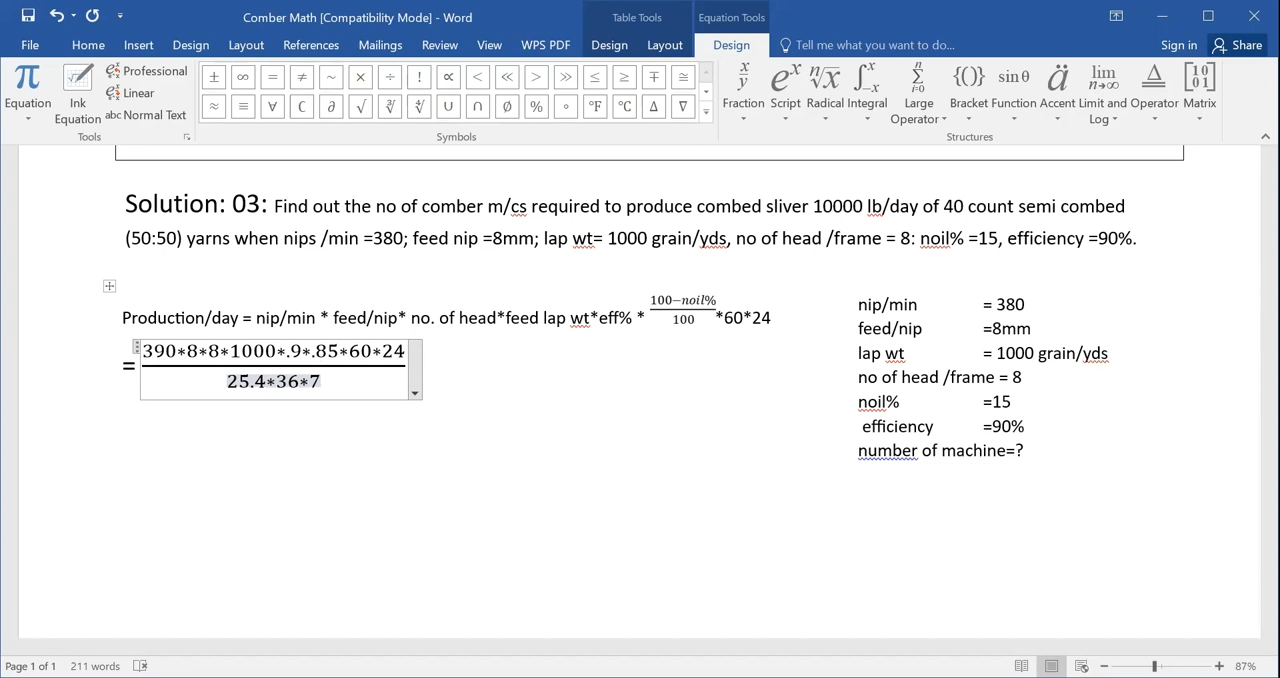 Comber Math [Compatibility Mode] - Word
Table Tools
Equation Tools
File Home Insert Design Layout References Mailings Review View WPS PDF Design Layout Design Tell me what you want to do... Sign in Share
Equation
Ink Equation
Professional
Linear
abc Normal Text
Tools
± ∞ = ≠ ~ × ÷ ! ∝ < ≪ > ≫ ≤ ≥ ∓ ≅
≈ ≡ ∀ ∁ ∂ √ ∛ ∜ ∪ ∩ ∅ % ° °F °C ∆ ∇
Symbols
Fraction Script Radical Integral Large Operator Bracket Function Accent Limit and Log Operator Matrix
Structures
Solution: 03: Find out the no of comber m/cs required to produce combed sliver 10000 lb/day of 40 count semi combed
(50:50) yarns when nips /min =380; feed nip =8mm; lap wt= 1000 grain/yds, no of head /frame = 8: noil% =15, efficiency =90%.
Production/day = nip/min * feed/nip* no. of head*feed lap wt*eff% * 100−noil%/100 *60*24
= 390*8*8*1000*.9*.85*60*24
25.4*36*7
nip/min = 380
feed/nip =8mm
lap wt = 1000 grain/yds
no of head /frame = 8
noil% =15
efficiency =90%
number of machine=?
Page 1 of 1 211 words 87%